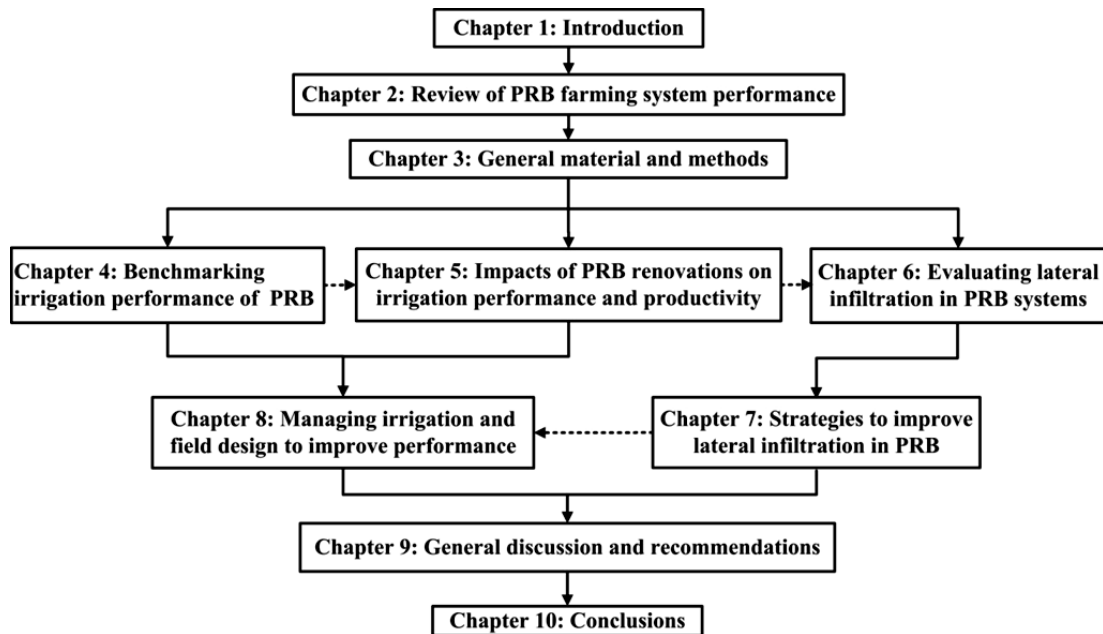 Chapter 1: Introduction
Chapter 2: Review of PRB farming system performance
Chapter 3: General material and methods
Chapter 4: Benchmarking
irrigation performance of PRB
Chapter 5: Impacts of PRB renovations on
irrigation performance and productivity
Chapter 6: Evaluating lateral
infiltration in PRB systems
Chapter 8: Managing irrigation and
field design to improve performance
Chapter 7: Strategies to improve
lateral infiltration in PRB
Chapter 9: General discussion and recommendations
Chapter 10: Conclusions